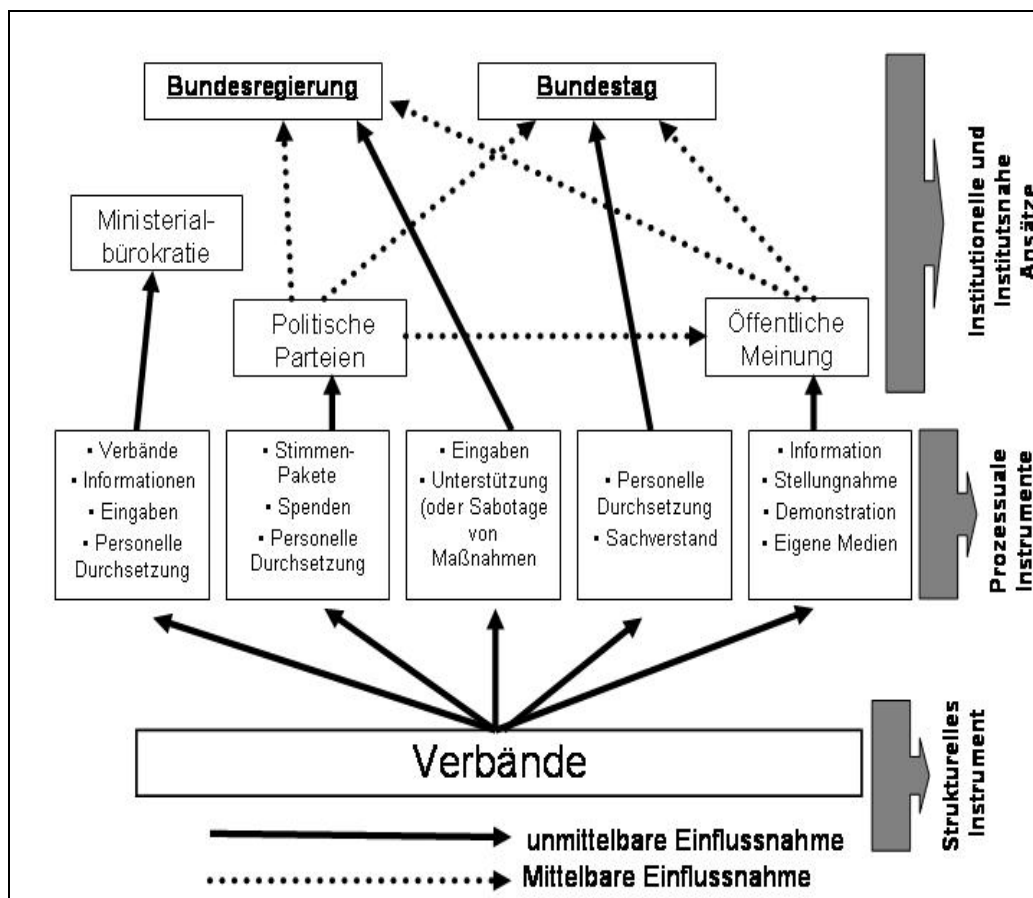 Bundesregierung
Bundestag
Ministerial-
bürokratie
Politische
Parteien
Öffentliche
Meinung
▪ Verbände
▪ Informationen
▪ Eingaben
▪ Personelle
Durchsetzung
▪ Stimmen-
Pakete
▪ Spenden
▪ Personelle
Durchsetzung
▪ Eingaben
▪ Unterstützung
(oder Sabotage
von
Maßnahmen
▪ Personelle
Durchsetzung
▪ Sachverstand
▪ Information
▪ Stellungnahme
▪ Demonstration
▪ Eigene Medien
Verbände
unmittelbare Einflussnahme
Mittelbare Einflussnahme
Institutionelle und
Institutsnahe
Ansätze
Prozessuale
Instrumente
Strukturelles
Instrument